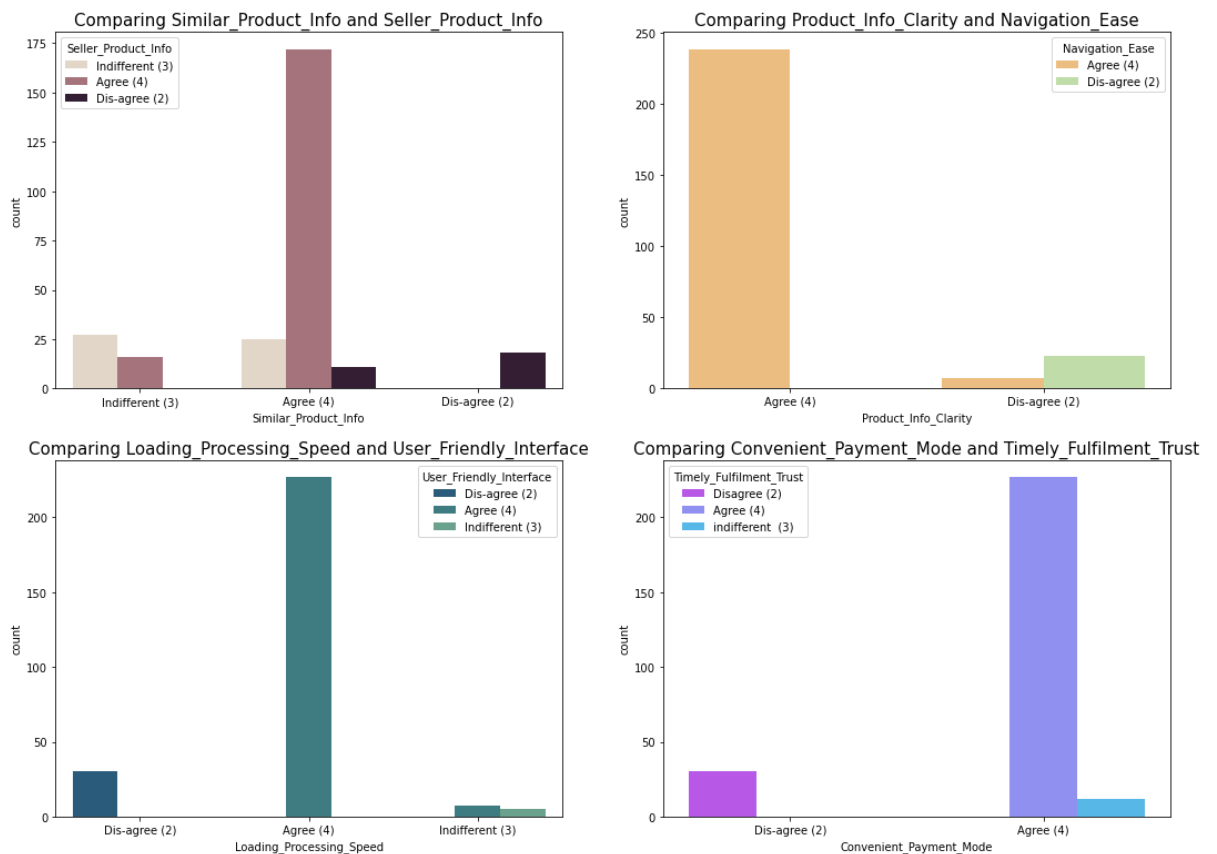 Comparing Similar_Product_Info and Seller_Product_Info
175
150
125
100
75
50
25
0
count
Seller_Product_Info
Indifferent (3)
Agree (4)
Dis-agree (2)
Indifferent (3)
Agree (4)
Dis-agree (2)
Similar_Product_Info
Comparing Product_Info_Clarity and Navigation_Ease
250
200
150
100
50
0
count
Navigation_Ease
Agree (4)
Dis-agree (2)
Agree (4)
Dis-agree (2)
Product_Info_Clarity
Comparing Loading_Processing_Speed and User_Friendly_Interface
200
150
100
50
0
count
User_Friendly_Interface
Dis-agree (2)
Agree (4)
Indifferent (3)
Dis-agree (2)
Agree (4)
Indifferent (3)
Loading_Processing_Speed
Comparing Convenient_Payment_Mode and Timely_Fulfilment_Trust
200
150
100
50
0
count
Timely_Fulfilment_Trust
Disagree (2)
Agree (4)
indifferent  (3)
Dis-agree (2)
Agree (4)
Convenient_Payment_Mode